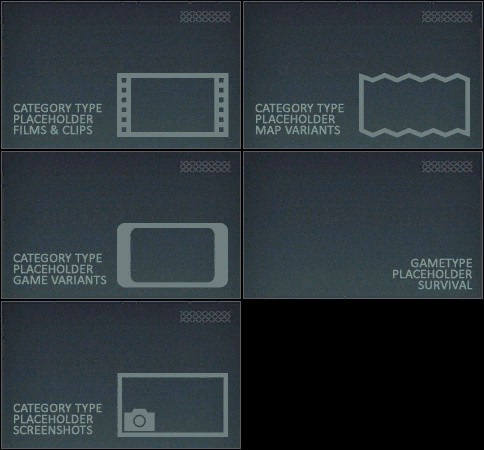 CATEGORY TYPE
PLACEHOLDER
FILMS & CLIPS
CATEGORY TYPE
PLACEHOLDER
MAP VARIANTS
CATEGORY TYPE
PLACEHOLDER
GAME VARIANTS
GAMETYPE
PLACEHOLDER
SURVIVAL
CATEGORY TYPE
PLACEHOLDER
SCREENSHOTS